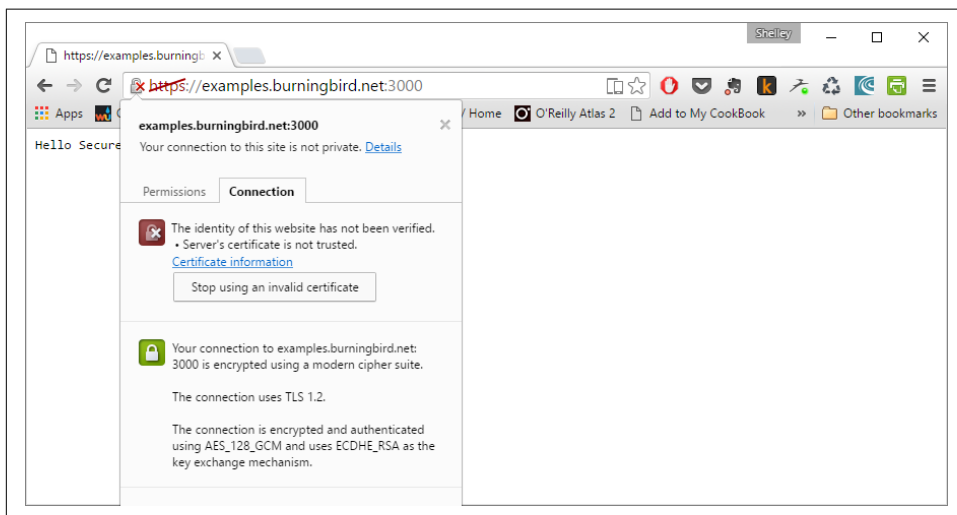 Shelley
https://examples.burningb
https://examples.burningbird.net:3000
Apps
/ Home O'Reilly Atlas 2 Add to My CookBook » Other bookmarks
Hello Secure
examples.burningbird.net:3000
Your connection to this site is not private. Details
Permissions Connection
The identity of this website has not been verified.
• Server's certificate is not trusted.
Certificate information
Stop using an invalid certificate
Your connection to examples.burningbird.net:
3000 is encrypted using a modern cipher suite.
The connection uses TLS 1.2.
The connection is encrypted and authenticated
using AES_128_GCM and uses ECDHE_RSA as the
key exchange mechanism.